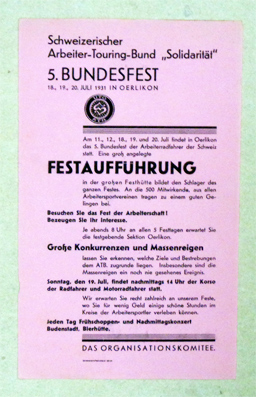 Schweizerischer
Arbeiter-Touring-Bund „Solidarität"
5. BUNDESFEST
18., 19., 20. JULI 1931 IN OERLIKON
Am 11., 12., 18., 19. und 20. Juli findet in Oerlikon
das 5. Bundesfest der Arbeiterradfahrer der Schweiz
statt. Eine groß angelegte
FESTAUFFÜHRUNG
in der großen Festhütte bildet den Schlager des
ganzen Festes. An die 500 Mitwirkende, aus allen
Arbeitersportvereinen tragen zu einem guten Ge-
lingen bei.
Besuchen Sie das Fest der Arbeiterschaft!
Bezeugen Sie Ihr Interesse.
Je abends 8 Uhr an allen 5 Festtagen erwartet Sie
die festgebende Sektion Oerlikon.
Große Konkurrenzen und Massenreigen
lassen Sie erkennen, welche Ziele und Bestrebungen
dem ATB. zugrunde liegen. Insbesondere sind die
Massenreigen ein noch nie gesehenes Ereignis.
Sonntag, den 19. Juli, findet nachmittags 14 Uhr der Korso
der Radfahrer und Motorradfahrer statt.
Wir erwarten Sie recht zahlreich an unserem Feste,
wo Sie für wenig Geld einige schöne Stunden im
Kreise der Arbeitersportler verleben können.
Jeden Tag Frühschoppen- und Nachmittagskonzert
Budenstadt, Bierhütte.
DAS ORGANISATIONSKOMITEE.